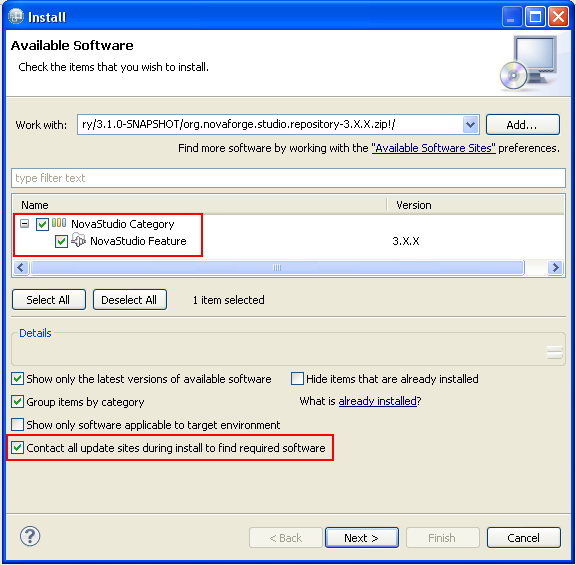 Install
Available Software
Check the items that you wish to install.
Work with: ry/3.1.0-SNAPSHOT/org.novaforge.studio.repository-3.X.X.zip!/ Add...
Find more software by working with the "Available Software Sites" preferences.
type filter text
Name Version
NovaStudio Category
NovaStudio Feature 3.X.X
Select All Deselect All 1 item selected
Details
Show only the latest versions of available software Hide items that are already installed
Group items by category What is already installed?
Show only software applicable to target environment
Contact all update sites during install to find required software
? < Back Next > Finish Cancel